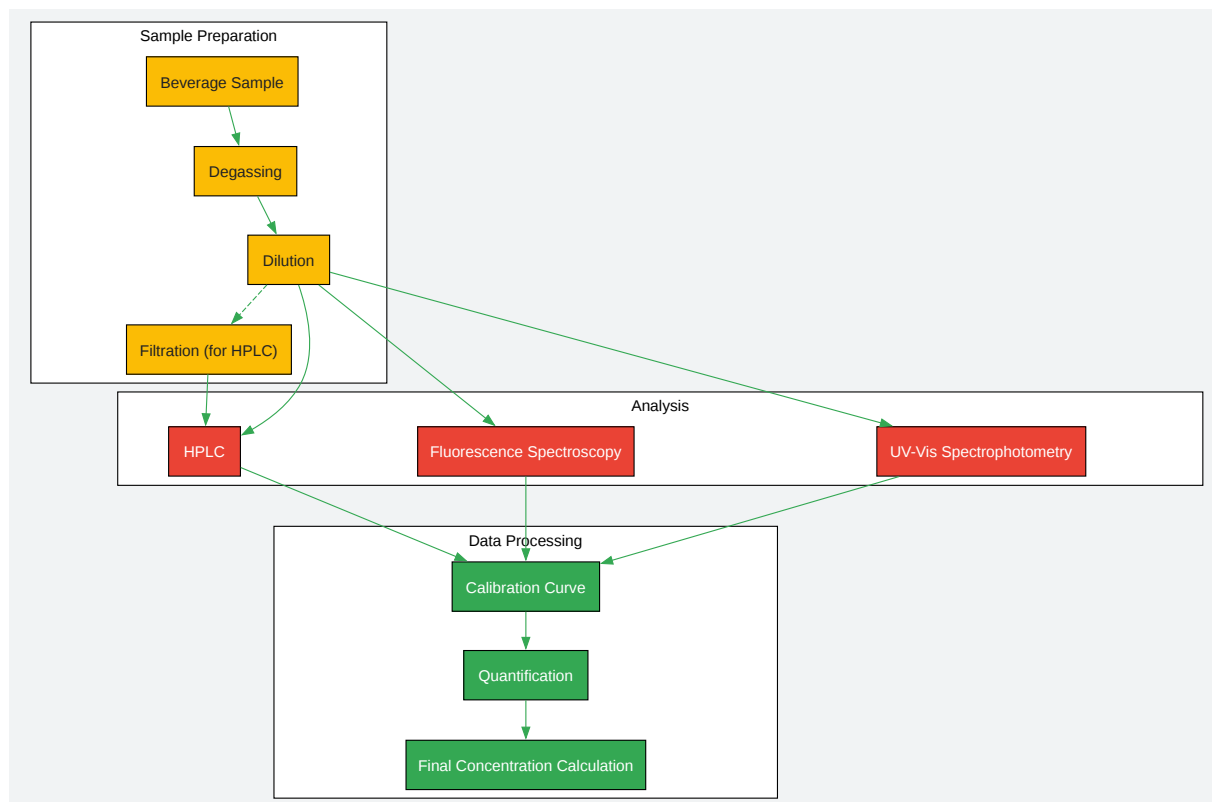 Sample Preparation
Beverage Sample
Degassing
Dilution
Filtration (for HPLC)
Analysis
HPLC
Fluorescence Spectroscopy
UV-Vis Spectrophotometry
Data Processing
Calibration Curve
Quantification
Final Concentration Calculation